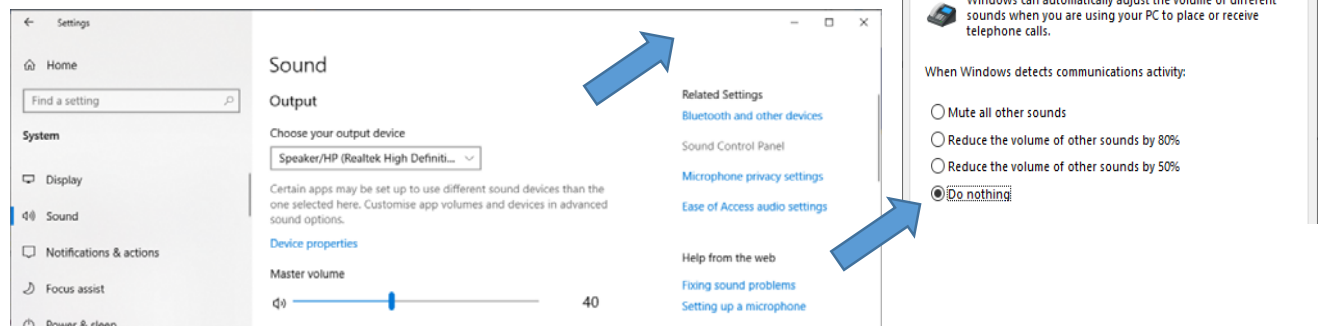 Settings
Home
Find a setting
System
Display
Sound
Notifications & actions
Focus assist
Power & sleep
Sound
Output
Choose your output device
Speaker/HP (Realtek High Definiti...
Certain apps may be set up to use different sound devices than the
one selected here. Customise app volumes and devices in advanced
sound options.
Device properties
Master volume
40
Related Settings
Bluetooth and other devices
Sound Control Panel
Microphone privacy settings
Ease of Access audio settings
Help from the web
Fixing sound problems
Setting up a microphone
Windows can automatically adjust the volume of different
sounds when you are using your PC to place or receive
telephone calls.
When Windows detects communications activity:
Mute all other sounds
Reduce the volume of other sounds by 80%
Reduce the volume of other sounds by 50%
Do nothing